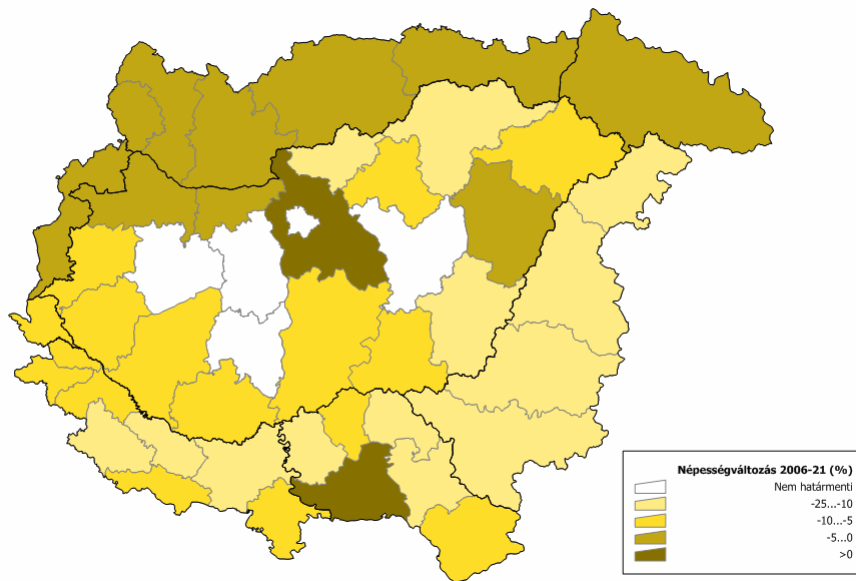 Népességváltozás 2006-21 (%)
Nem határmenti
-25...-10
-10...-5
-5...0
>0